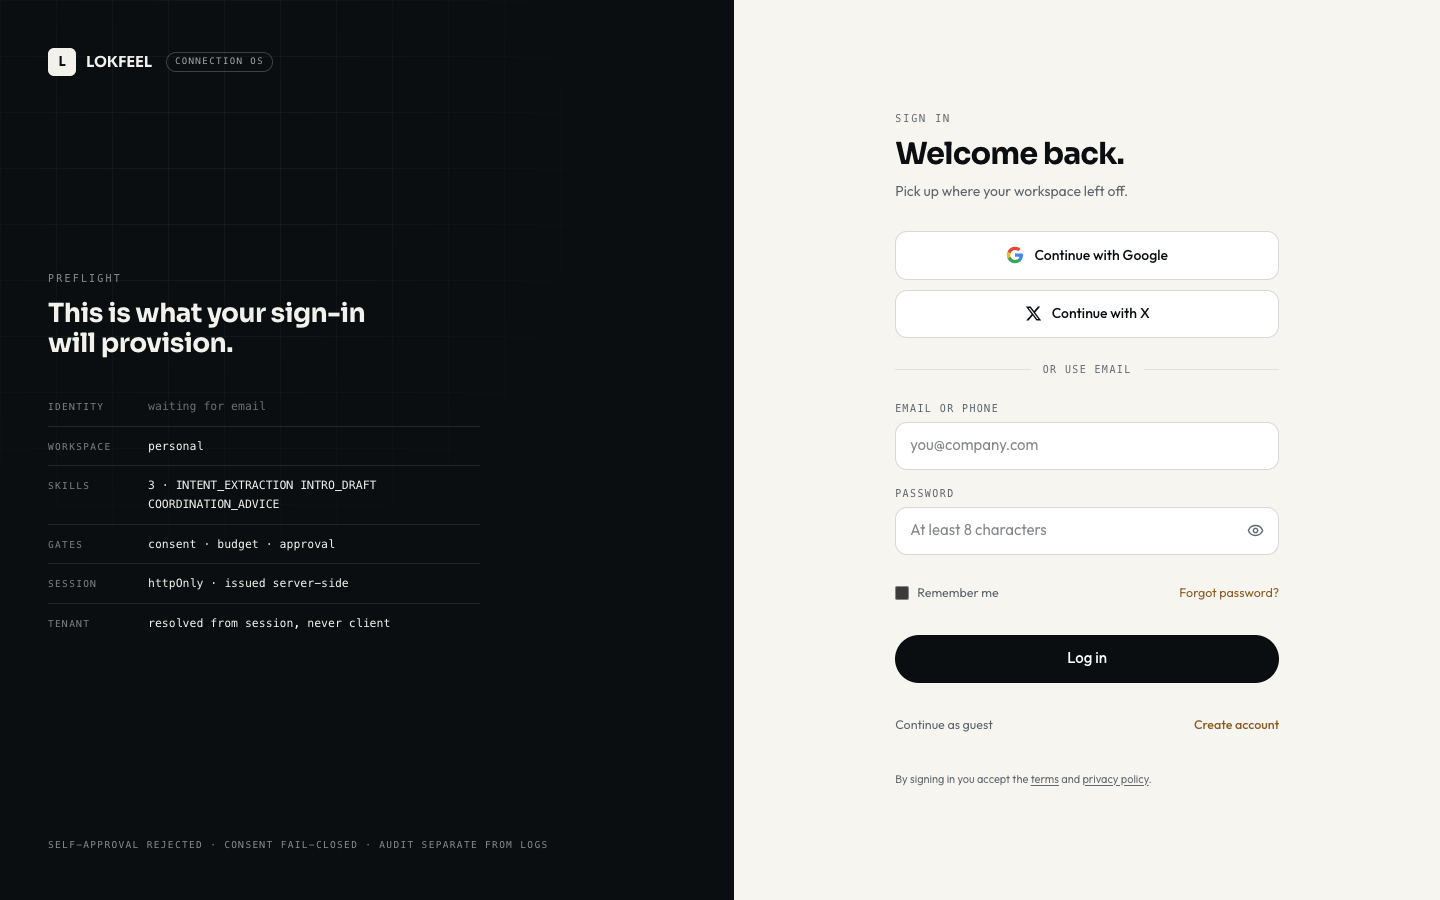 L LOKFEEL CONNECTION OS
PREFLIGHT
This is what your sign-in
will provision.
IDENTITY waiting for email
WORKSPACE personal
SKILLS 3 · INTENT_EXTRACTION INTRO_DRAFT
COORDINATION_ADVICE
GATES consent · budget · approval
SESSION httpOnly · issued server-side
TENANT resolved from session, never client
SELF-APPROVAL REJECTED · CONSENT FAIL-CLOSED · AUDIT SEPARATE FROM LOGS
SIGN IN
Welcome back.
Pick up where your workspace left off.
Continue with Google
Continue with X
OR USE EMAIL
EMAIL OR PHONE
you@company.com
PASSWORD
At least 8 characters
Remember me Forgot password?
Log in
Continue as guest Create account
By signing in you accept the terms and privacy policy.